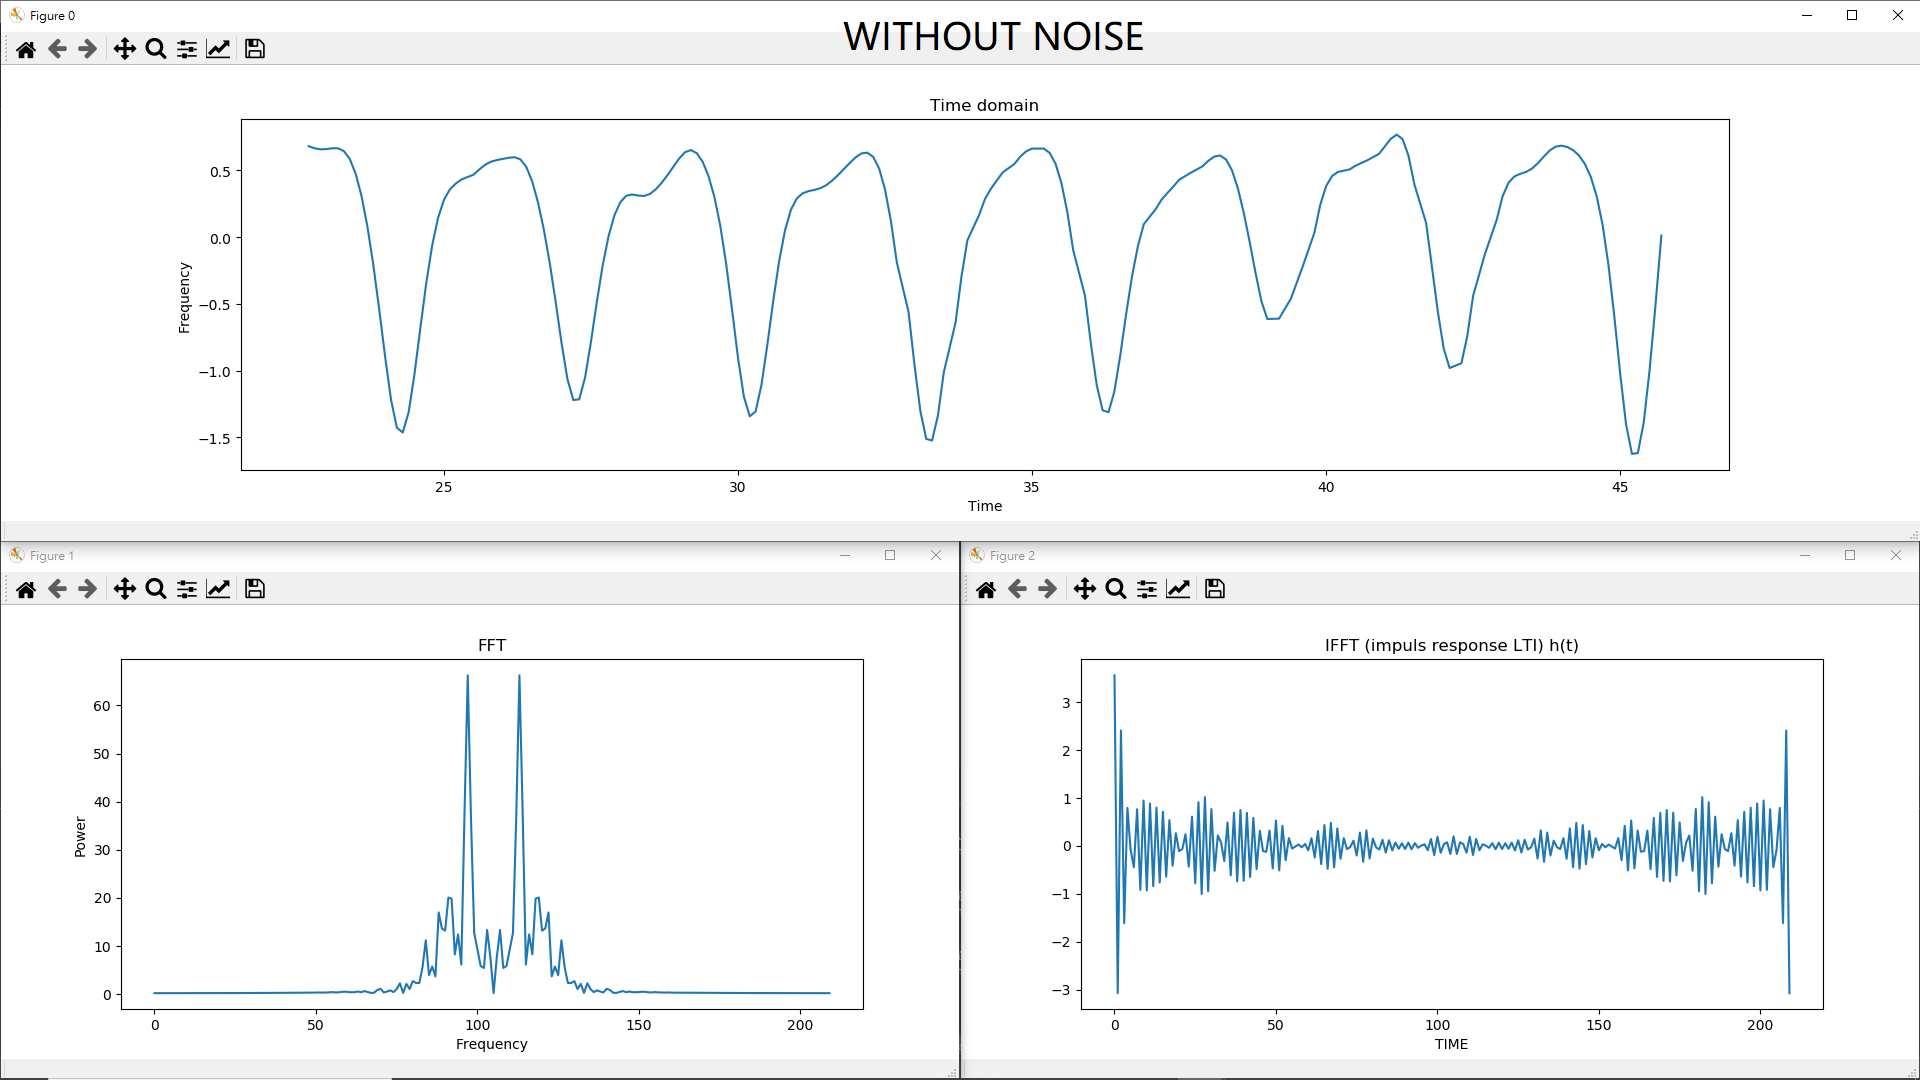 Figure 0
WITHOUT NOISE
Time domain
Frequency
0.5
0.0
−0.5
−1.0
−1.5
25 30 35 40 45
Time
Figure 1
FFT
Power
60
50
40
30
20
10
0
0 50 100 150 200
Frequency
Figure 2
IFFT (impuls response LTI) h(t)
3
2
1
0
−1
−2
−3
0 50 100 150 200
TIME